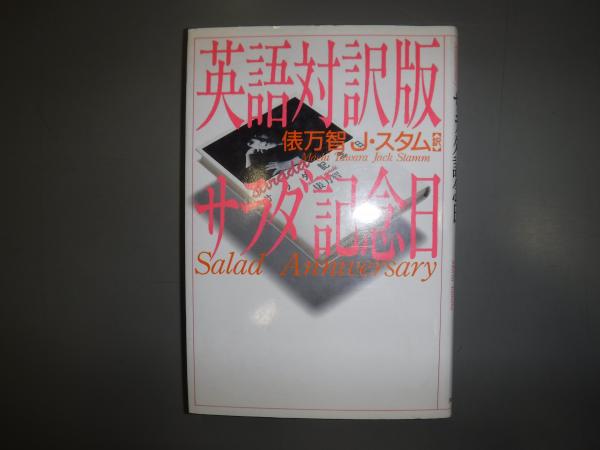 英語対訳版
俵万智 J・スタム[訳]
Machi Tawara Jack Stamm
サラダ記念日
Salad Anniversary